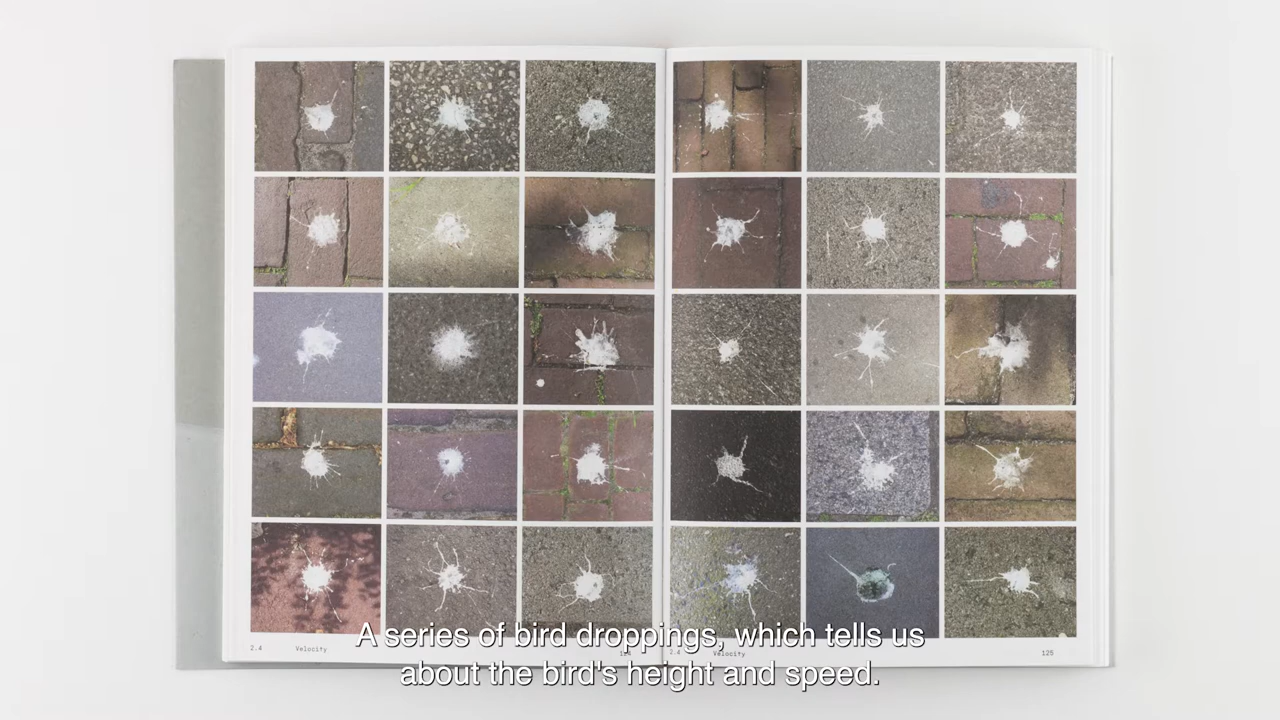 2.4
Velocity
2.4
Velocity
125
A series of bird droppings, which tells us
about the bird's height and speed.